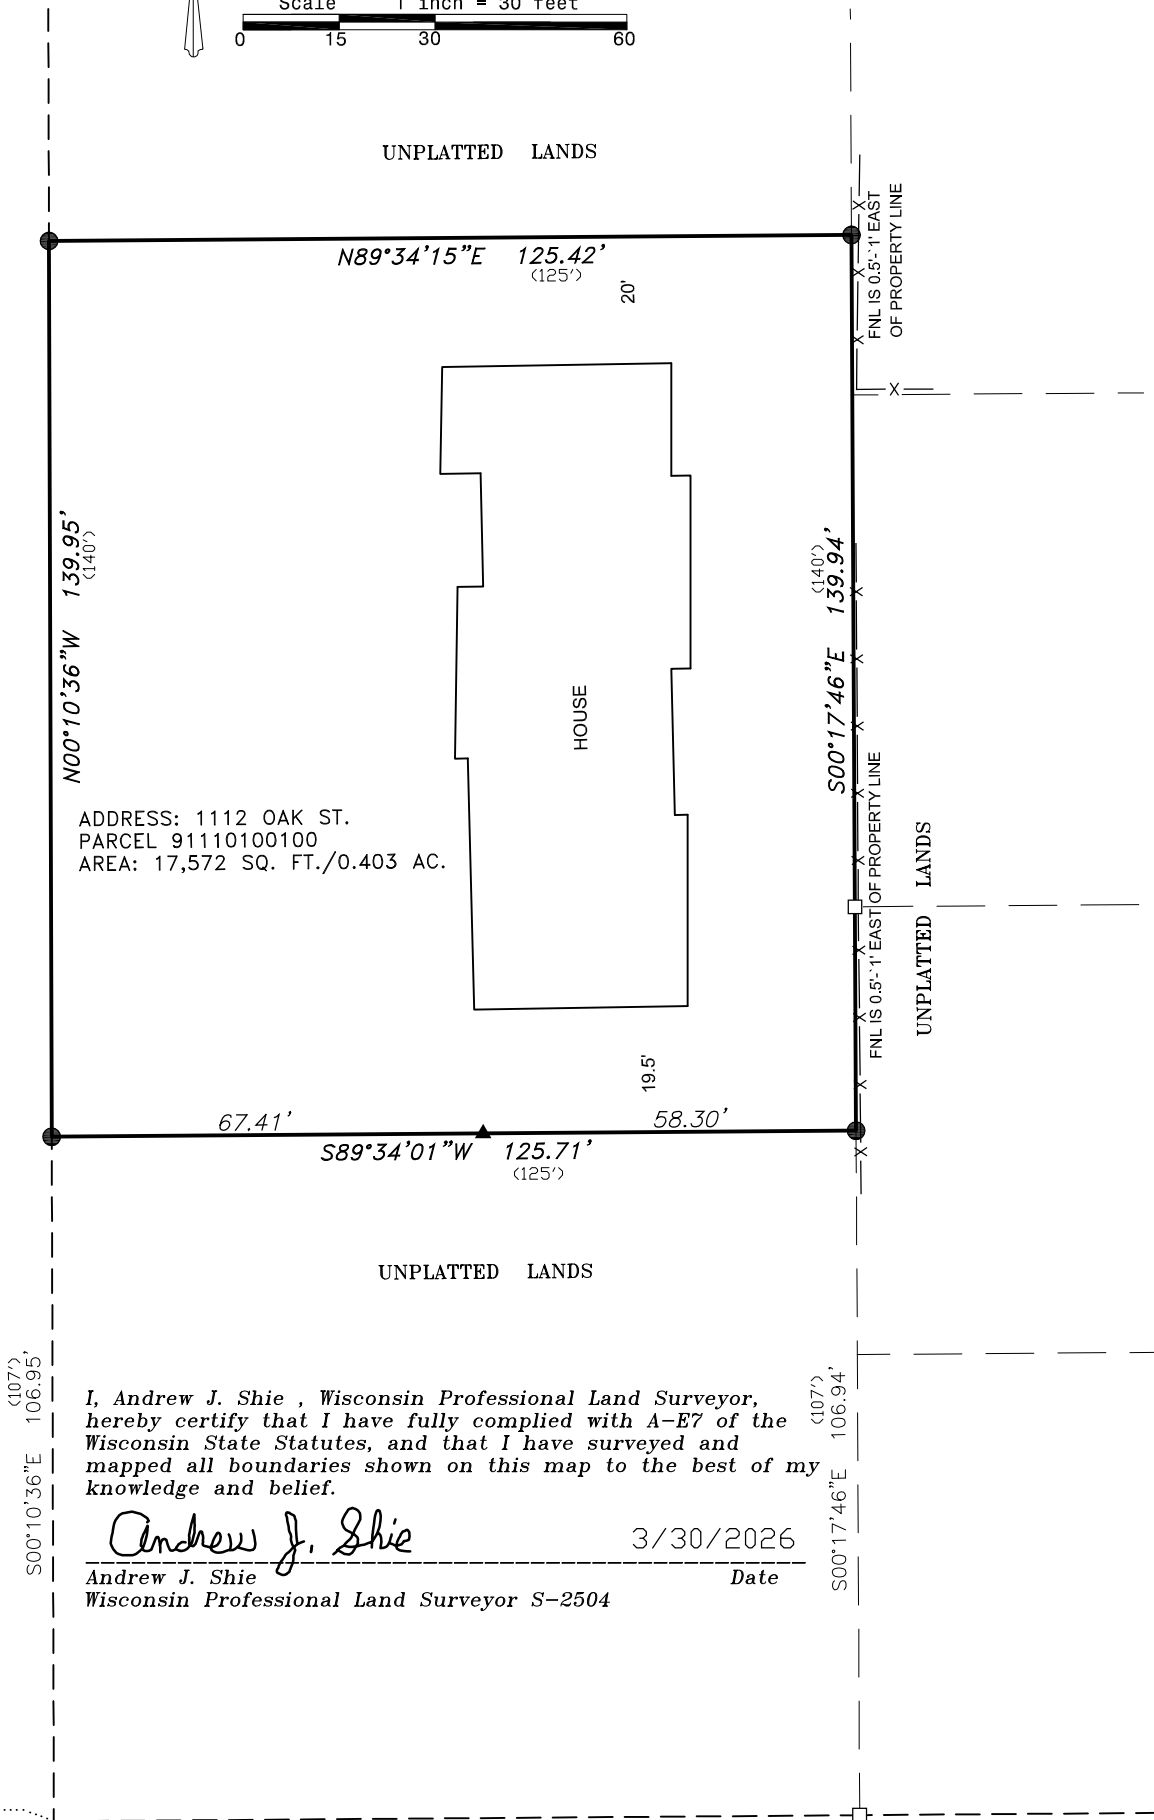 Scale 1 inch = 30 feet
0 15 30 60
UNPLATTED LANDS
N89°34'15"E 125.42'
(125')
20'
FNL IS 0.5'-`1' EAST
OF PROPERTY LINE
X
N00°10'36"W 139.95'
(140')
(140')
S00°17'46"E 139.94'
HOUSE
ADDRESS: 1112 OAK ST.
PARCEL 91110100100
AREA: 17,572 SQ. FT./0.403 AC.
FNL IS 0.5'-`1' EAST OF PROPERTY LINE
UNPLATTED LANDS
19.5'
67.41' 58.30'
S89°34'01"W 125.71'
(125')
UNPLATTED LANDS
(107')
S00°10'36"E 106.95'
(107')
S00°17'46"E 106.94'
I, Andrew J. Shie , Wisconsin Professional Land Surveyor,
hereby certify that I have fully complied with A-E7 of the
Wisconsin State Statutes, and that I have surveyed and
mapped all boundaries shown on this map to the best of my
knowledge and belief.
Andrew J. Shie 3/30/2026
Andrew J. Shie Date
Wisconsin Professional Land Surveyor S-2504